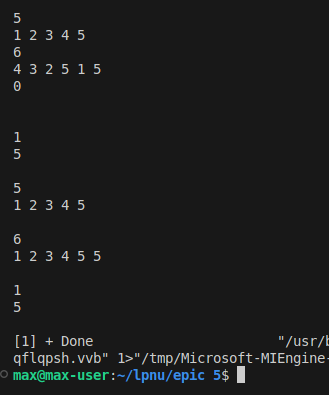 5
1 2 3 4 5
6
4 3 2 5 1 5
0
1
5
5
1 2 3 4 5
6
1 2 3 4 5 5
1
5
[1] + Done "/usr/b
qflqpsh.vvb" 1>"/tmp/Microsoft-MIEngine-
max@max-user:~/lpnu/epic 5$